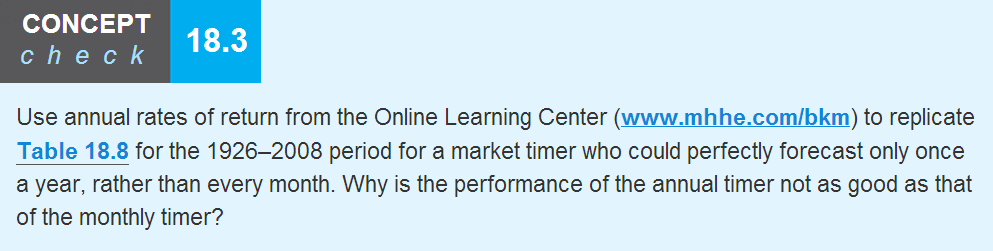 CONCEPT
check
18.3
Use annual rates of return from the Online Learning Center (www.mhhe.com/bkm) to replicate
Table 18.8 for the 1926–2008 period for a market timer who could perfectly forecast only once
a year, rather than every month. Why is the performance of the annual timer not as good as that
of the monthly timer?